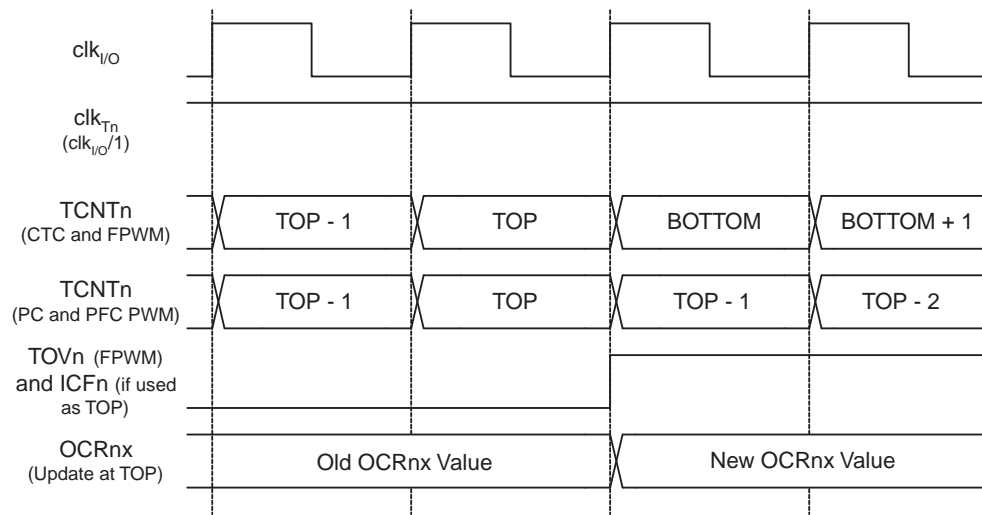 clkI/O
clkTn
(clkI/O/1)
TCNTn
(CTC and FPWM)
TOP - 1
TOP
BOTTOM
BOTTOM + 1
TCNTn
(PC and PFC PWM)
TOP - 1
TOP
TOP - 1
TOP - 2
TOVn (FPWM)
and ICFn (if used
as TOP)
OCRnx
(Update at TOP)
Old OCRnx Value
New OCRnx Value